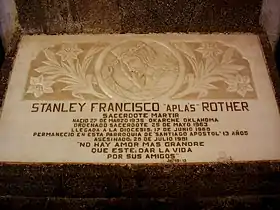 STANLEY FRANCISCO "APLAS" ROTHER
SACERDOTE MARTIR
NACIO 27 DE MARZO 1935 OKARCHE OKLAHOMA
ORDENADO SACERDOTE 25 DE MAYO 1963
LLEGADA A LA DIOCESIS: 17 DE JUNIO 1968
PERMANECIO EN ESTA PARROQUIA DE "SANTIAGO APOSTOL" 13 AÑOS
ASESINADO: 28 DE JULIO 1981
"NO HAY AMOR MAS GRANDE
QUE ESTE: DAR LA VIDA
POR SUS AMIGOS"